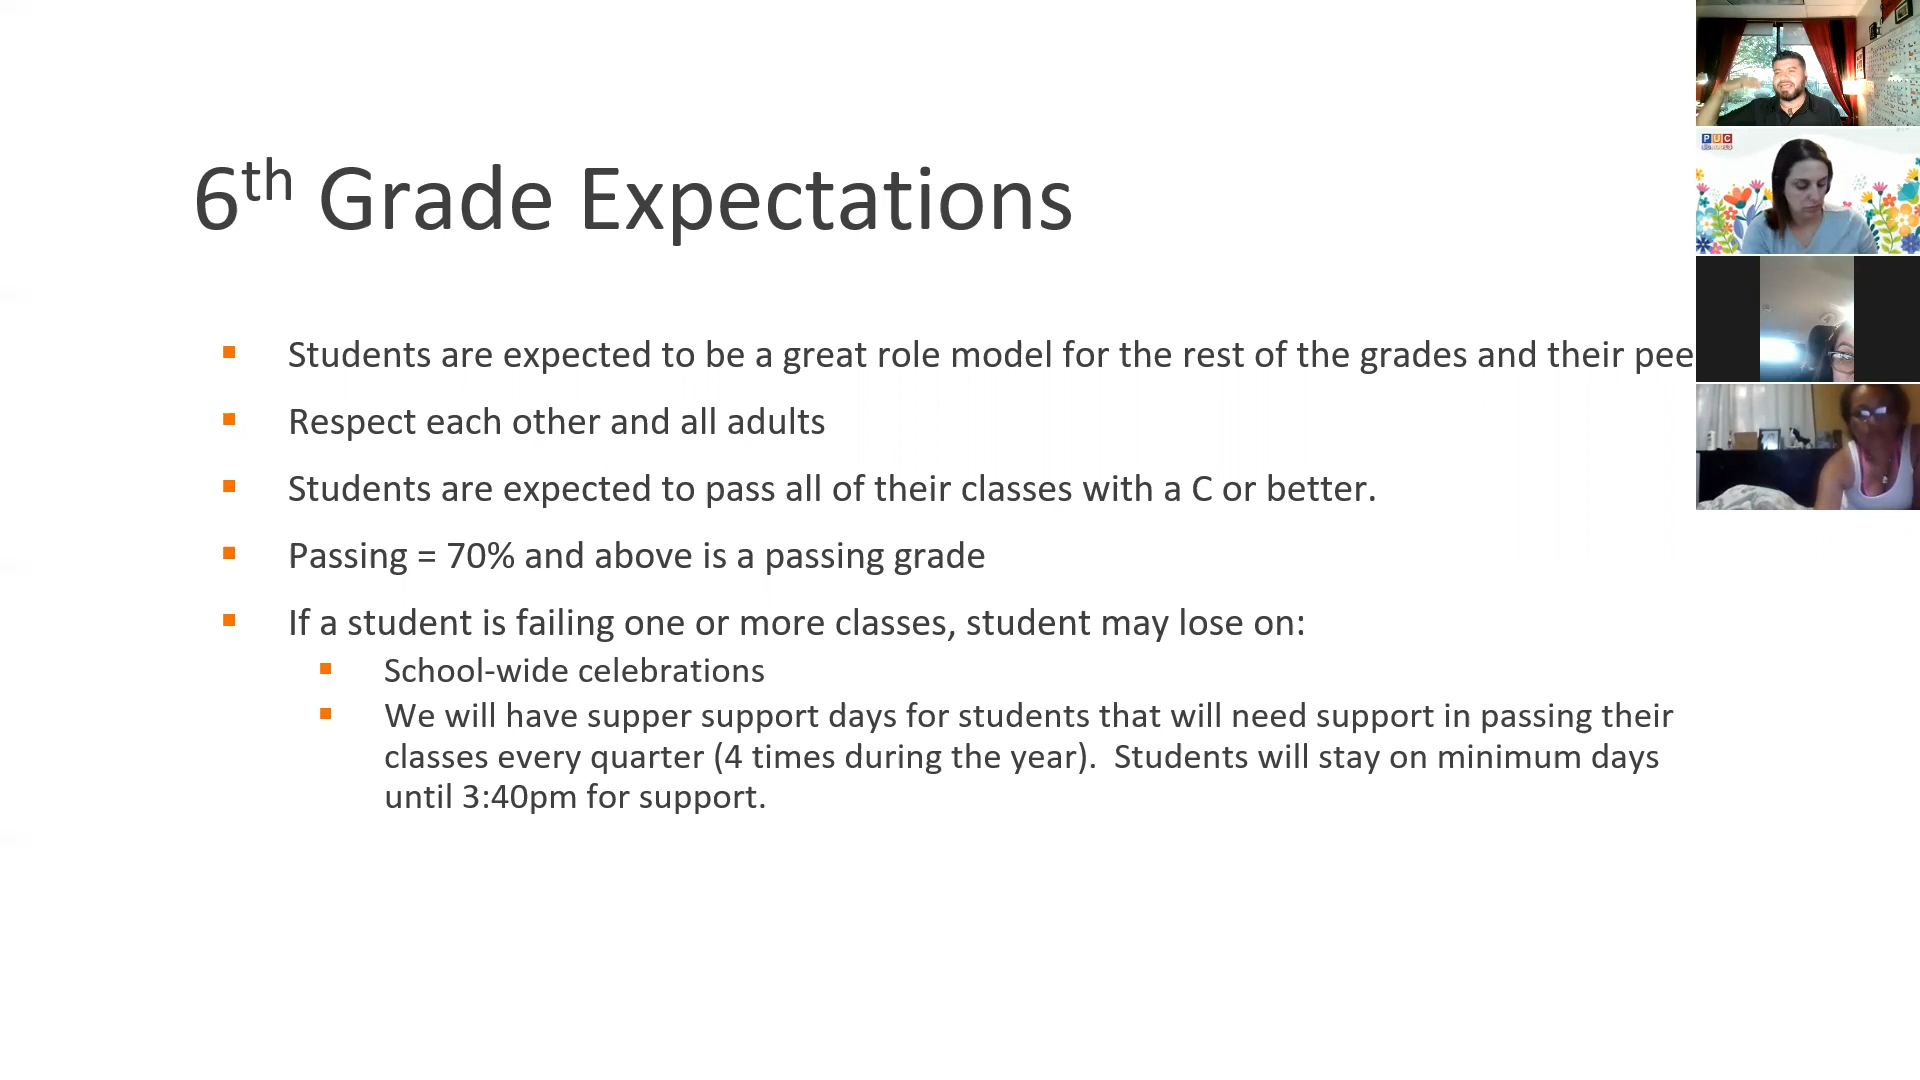 6th Grade Expectations
Students are expected to be a great role model for the rest of the grades and their pee
Respect each other and all adults
Students are expected to pass all of their classes with a C or better.
Passing = 70% and above is a passing grade
If a student is failing one or more classes, student may lose on:
School-wide celebrations
We will have supper support days for students that will need support in passing their
classes every quarter (4 times during the year).  Students will stay on minimum days
until 3:40pm for support.
PUC
SCHOOLS